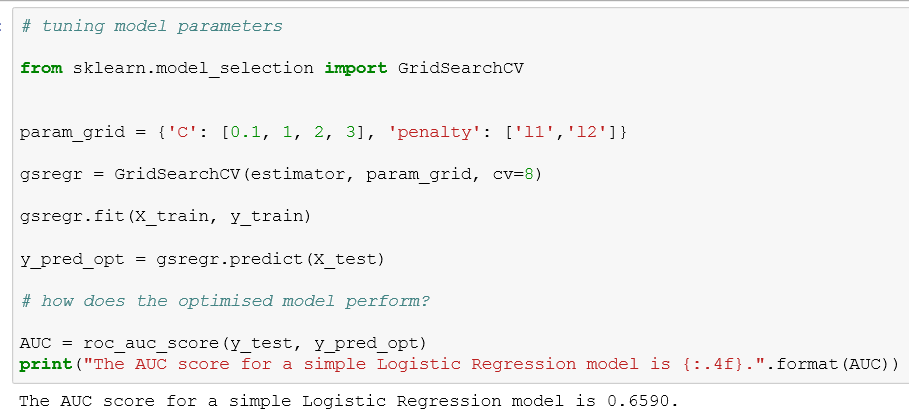 # tuning model parameters
from sklearn.model_selection import GridSearchCV
param_grid = {'C': [0.1, 1, 2, 3], 'penalty': ['l1','l2']}
gsregr = GridSearchCV(estimator, param_grid, cv=8)
gsregr.fit(X_train, y_train)
y_pred_opt = gsregr.predict(X_test)
# how does the optimised model perform?
AUC = roc_auc_score(y_test, y_pred_opt)
print("The AUC score for a simple Logistic Regression model is {:.4f}.".format(AUC))
The AUC score for a simple Logistic Regression model is 0.6590.